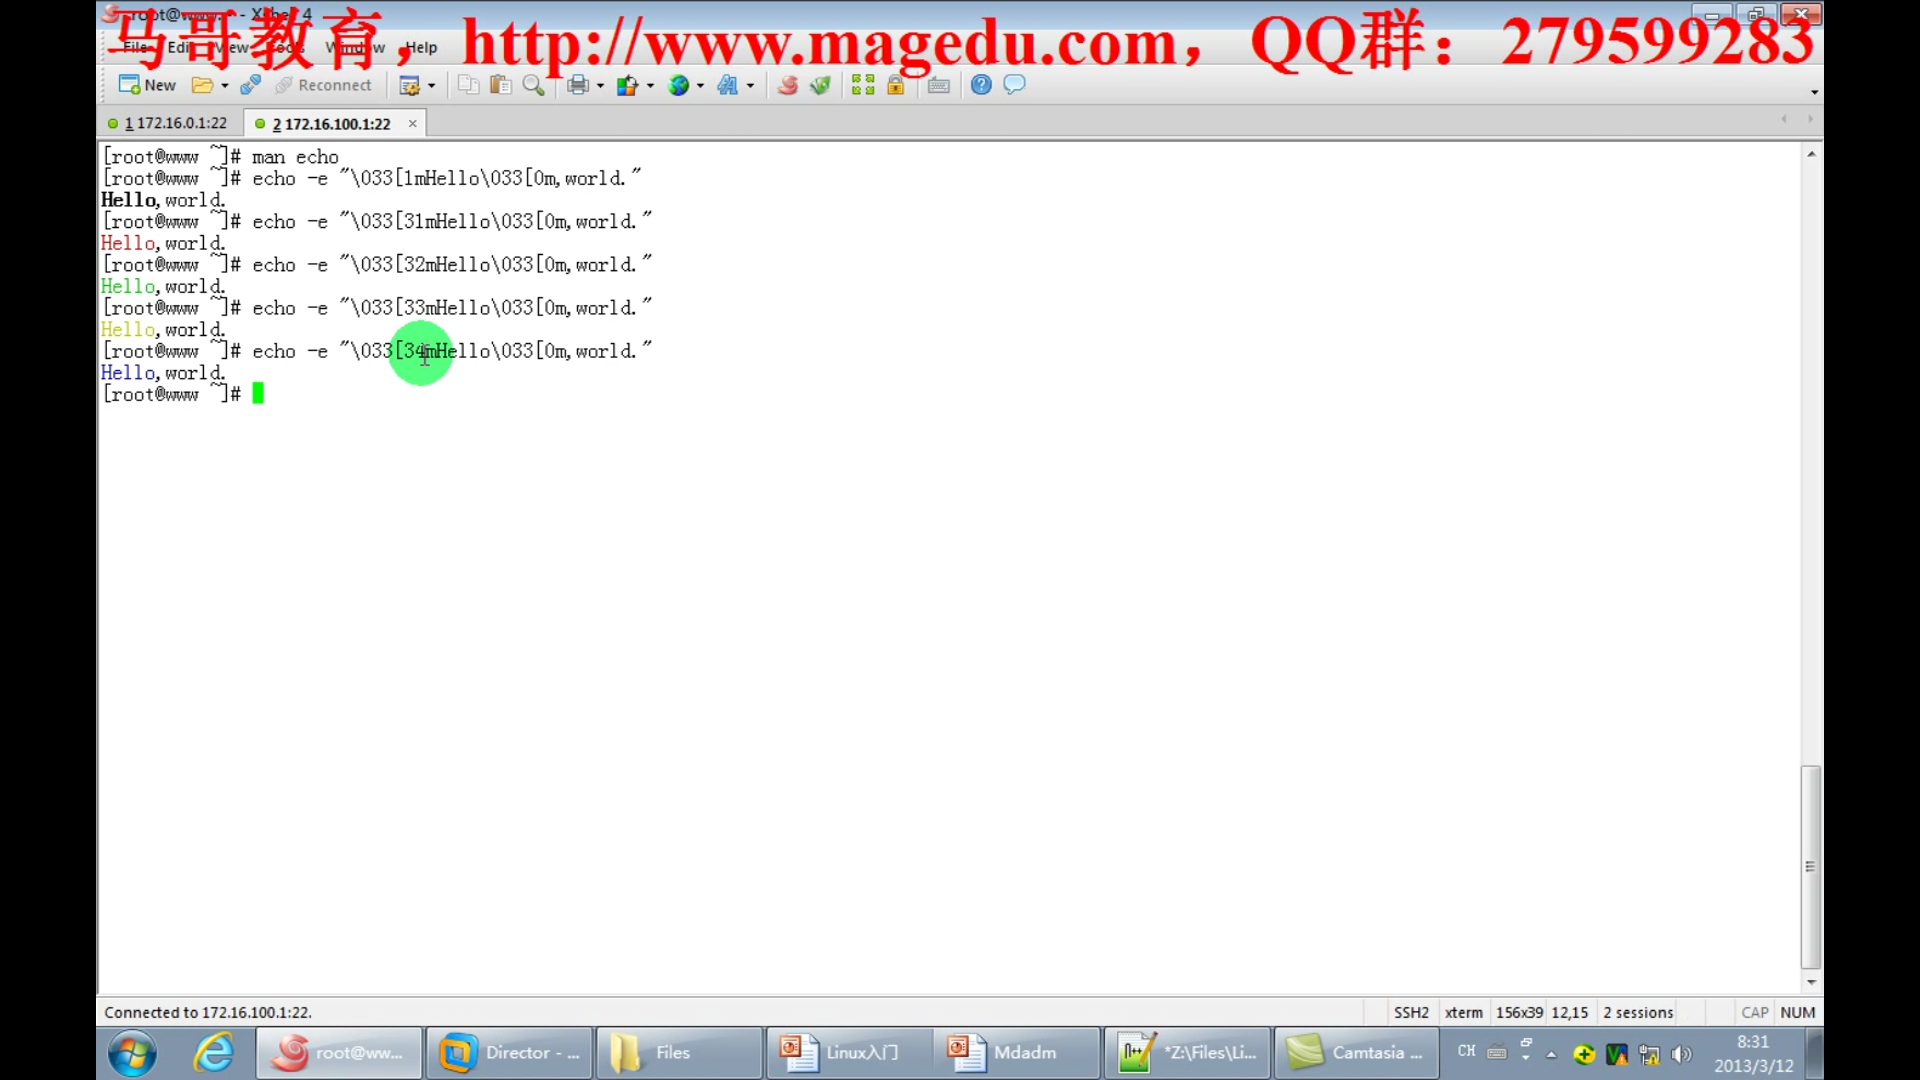 root@www:~ - Xshell 4
马哥教育，http://www.magedu.com，QQ群：279599283
File Edit View Tools Window Help
New Reconnect
1 172.16.0.1:22 2 172.16.100.1:22
[root@www ~]# man echo
[root@www ~]# echo -e "\033[1mHello\033[0m,world."
Hello,world.
[root@www ~]# echo -e "\033[31mHello\033[0m,world."
Hello,world.
[root@www ~]# echo -e "\033[32mHello\033[0m,world."
Hello,world.
[root@www ~]# echo -e "\033[33mHello\033[0m,world."
Hello,world.
[root@www ~]# echo -e "\033[34mHello\033[0m,world."
Hello,world.
[root@www ~]#
Connected to 172.16.100.1:22. SSH2 xterm 156x39 12,15 2 sessions CAP NUM
root@ww... Director - ... Files Linux入门 Mdadm *Z:\Files\Li... Camtasia ... CH 8:31
2013/3/12